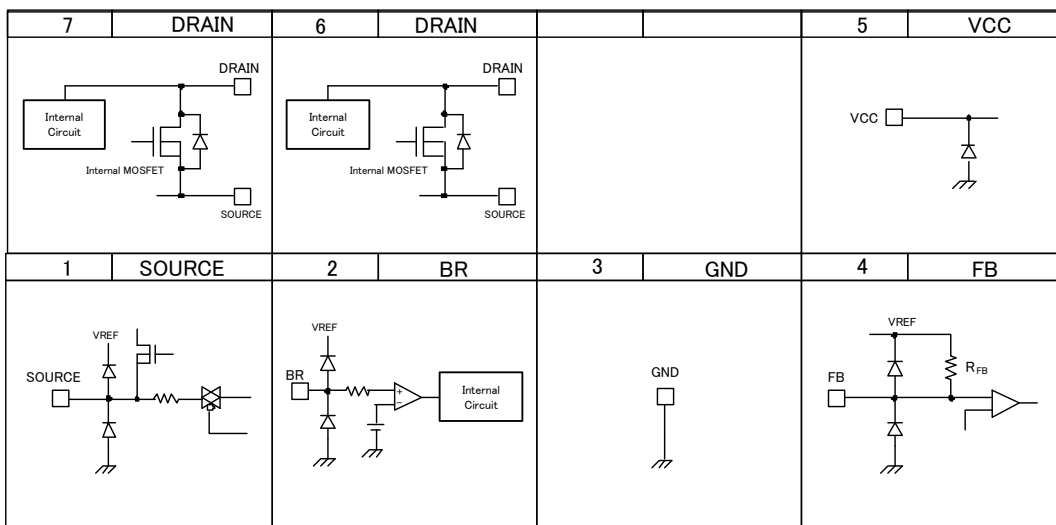 7 DRAIN 6 DRAIN 5 VCC
DRAIN
Internal
Circuit
Internal MOSFET
SOURCE
DRAIN
Internal
Circuit
Internal MOSFET
SOURCE
VCC
1 SOURCE 2 BR 3 GND 4 FB
VREF
SOURCE
VREF
BR
+
−
Internal
Circuit
GND
VREF
RFB
FB